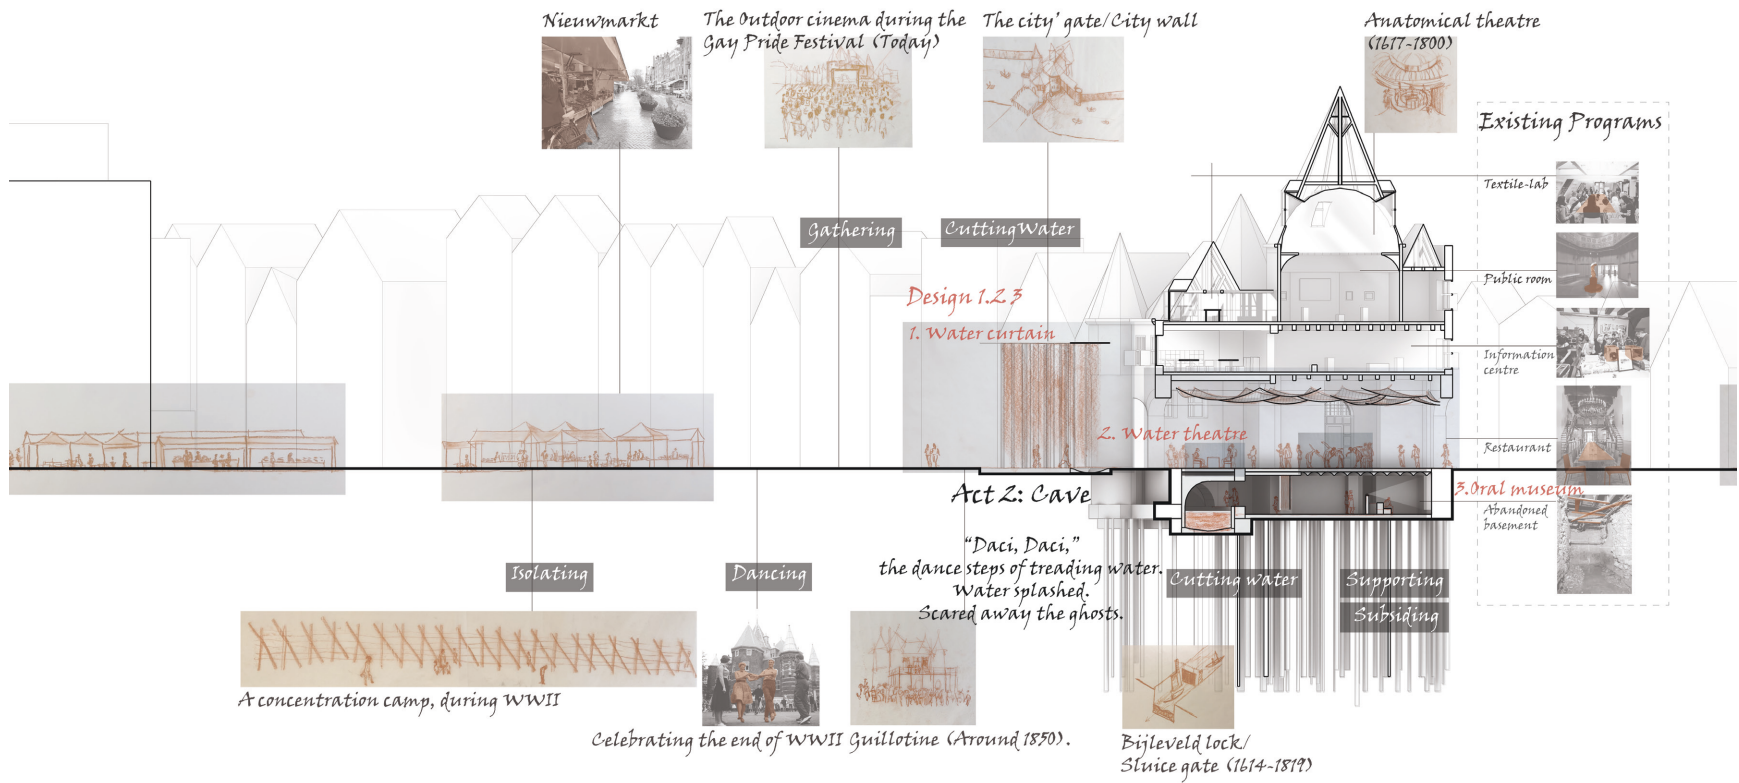 Nieuwmarkt
The Outdoor cinema during the
Gay Pride Festival (Today)
The city' gate/City wall
Anatomical theatre
(1617-1800)
Existing Programs
Textile-lab
Public room
Information
centre
Restaurant
Abandoned
basement
Gathering
Cutting Water
Design 1.2.3
1. Water curtain
2. Water theatre
3.Oral museum
Act 2: Cave
"Daci, Daci,"
the dance steps of treading water.
Water splashed.
Scared away the ghosts.
Isolating
Dancing
Cutting water
Supporting
Subsiding
A concentration camp, during WWII
Celebrating the end of WWII
Guillotine (Around 1850).
Bijleveld lock/
Sluice gate (1614-1819)